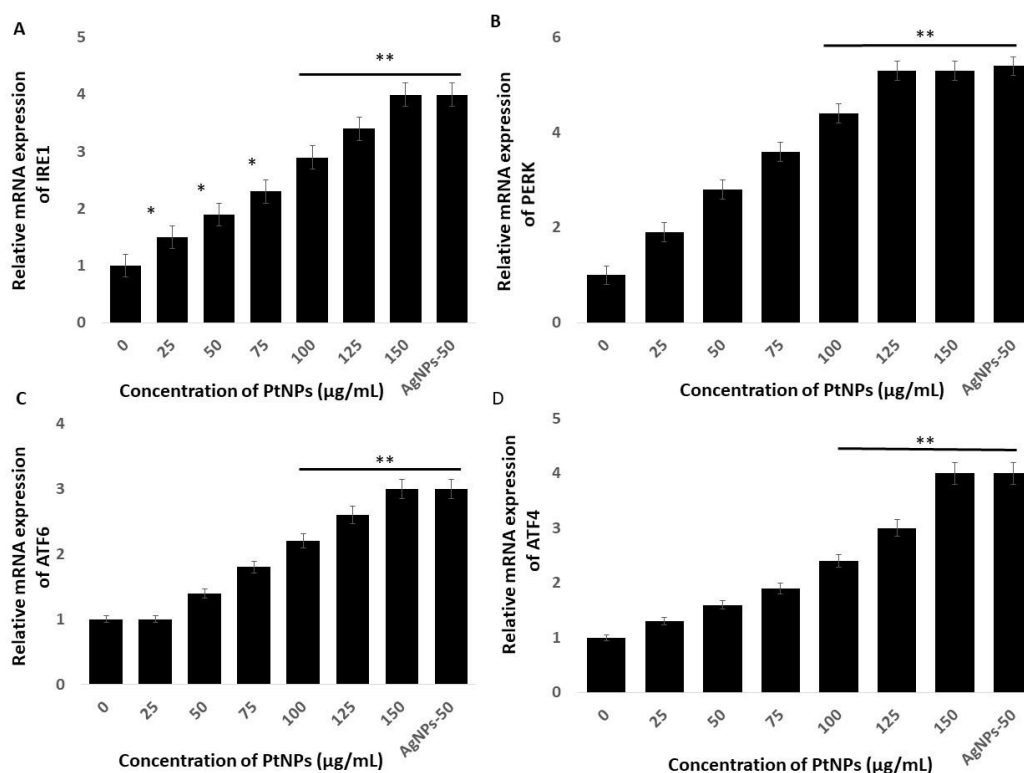 A
Relative mRNA expression
of IRE1
5
4
3
2
1
0
*
*
*
**
0
25
50
75
100
125
150
AgNPs-50
Concentration of PtNPs (µg/mL)
B
Relative mRNA expression
of PERK
6
4
2
0
**
0
25
50
75
100
125
150
AgNPs-50
Concentration of PtNPs (µg/mL)
C
Relative mRNA expression
of ATF6
4
3
2
1
0
**
0
25
50
75
100
125
150
AgNPs-50
Concentration of PtNPs (µg/mL)
D
Relative mRNA expression
of ATF4
5
4
3
2
1
0
**
0
25
50
75
100
125
150
AgNPs-50
Concentration of PtNPs (µg/mL)